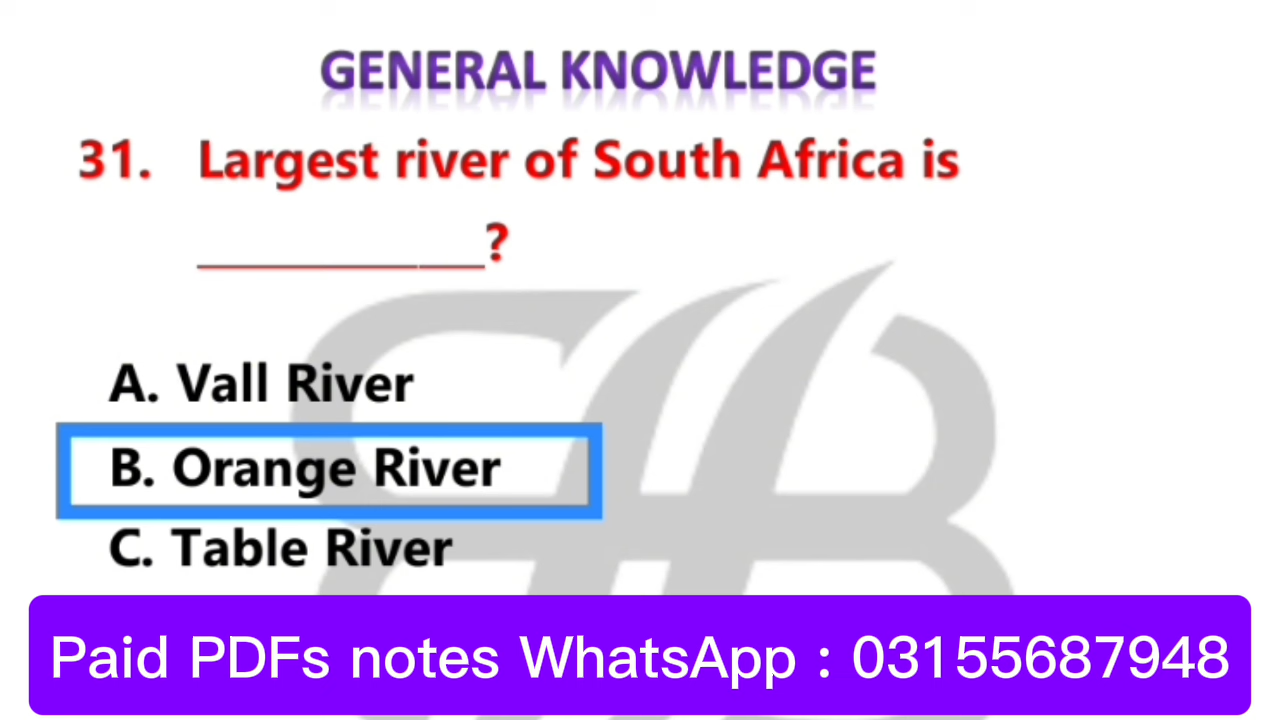 GENERAL KNOWLEDGE
31. Largest river of South Africa is
____________?
A. Vall River
B. Orange River
C. Table River
Paid PDFs notes WhatsApp : 03155687948